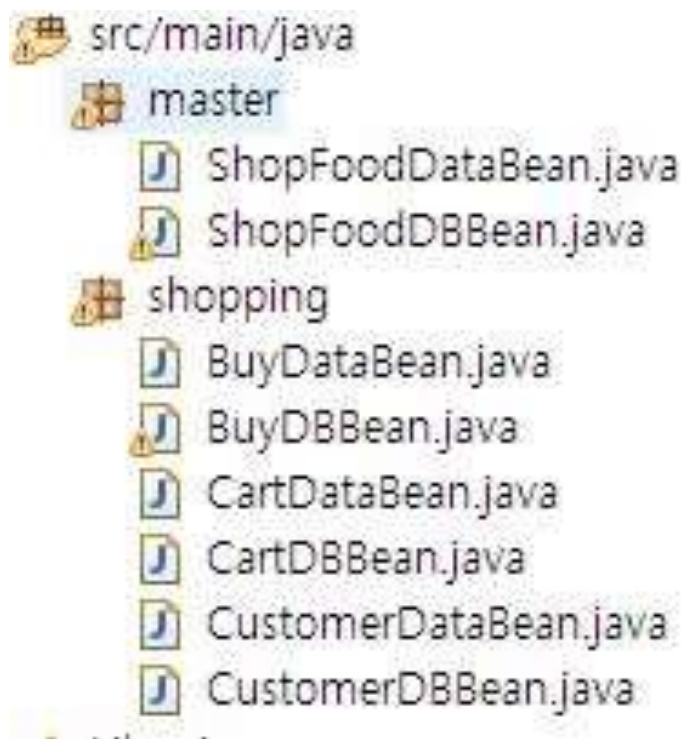 src/main/java
master
ShopFoodDataBean.java
ShopFoodDBBean.java
shopping
BuyDataBean.java
BuyDBBean.java
CartDataBean.java
CartDBBean.java
CustomerDataBean.java
CustomerDBBean.java